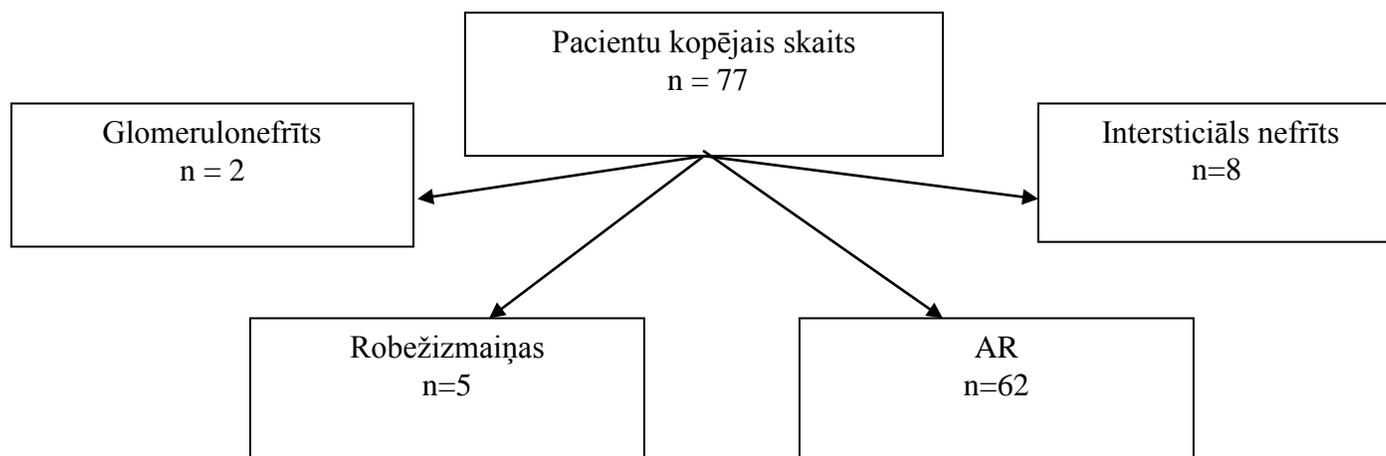 Pacientu kopējais skaits
n = 77
Glomerulonefrīts
n = 2
Intersticiāls nefrīts
n=8
Robežizmaiņas
n=5
AR
n=62